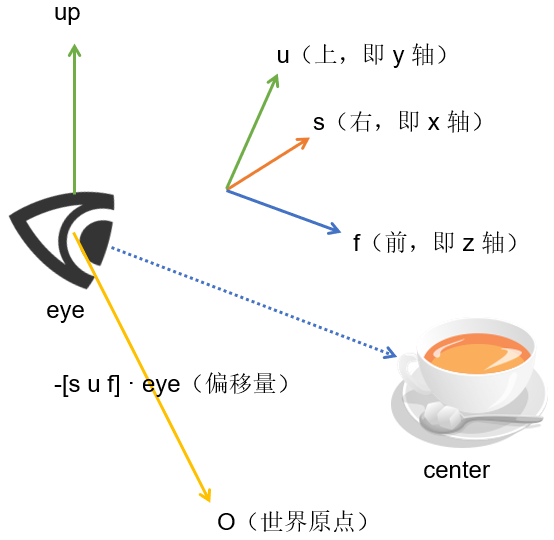 up
u（上，即 y 轴）
s（右，即 x 轴）
f（前，即 z 轴）
eye
-[s u f] · eye（偏移量）
center
O（世界原点）